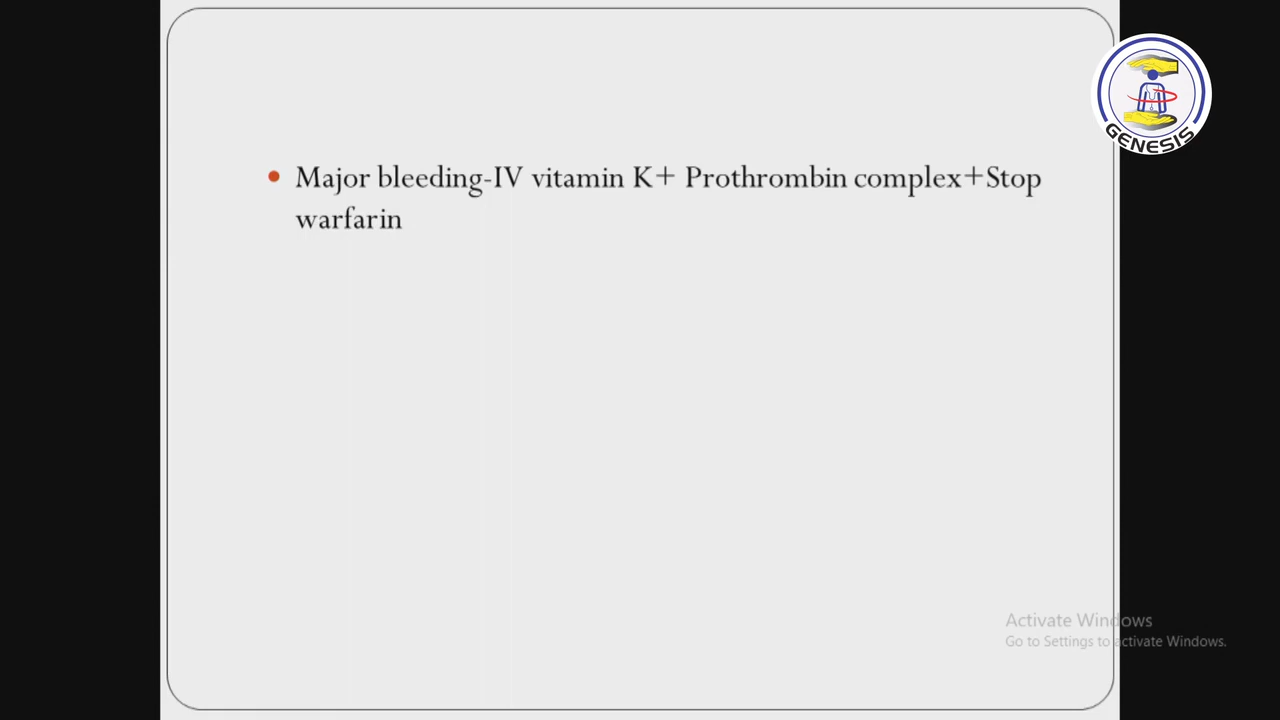 GENESIS
Major bleeding-IV vitamin K+ Prothrombin complex+Stop
warfarin
Activate Windows
Go to Settings to activate Windows.